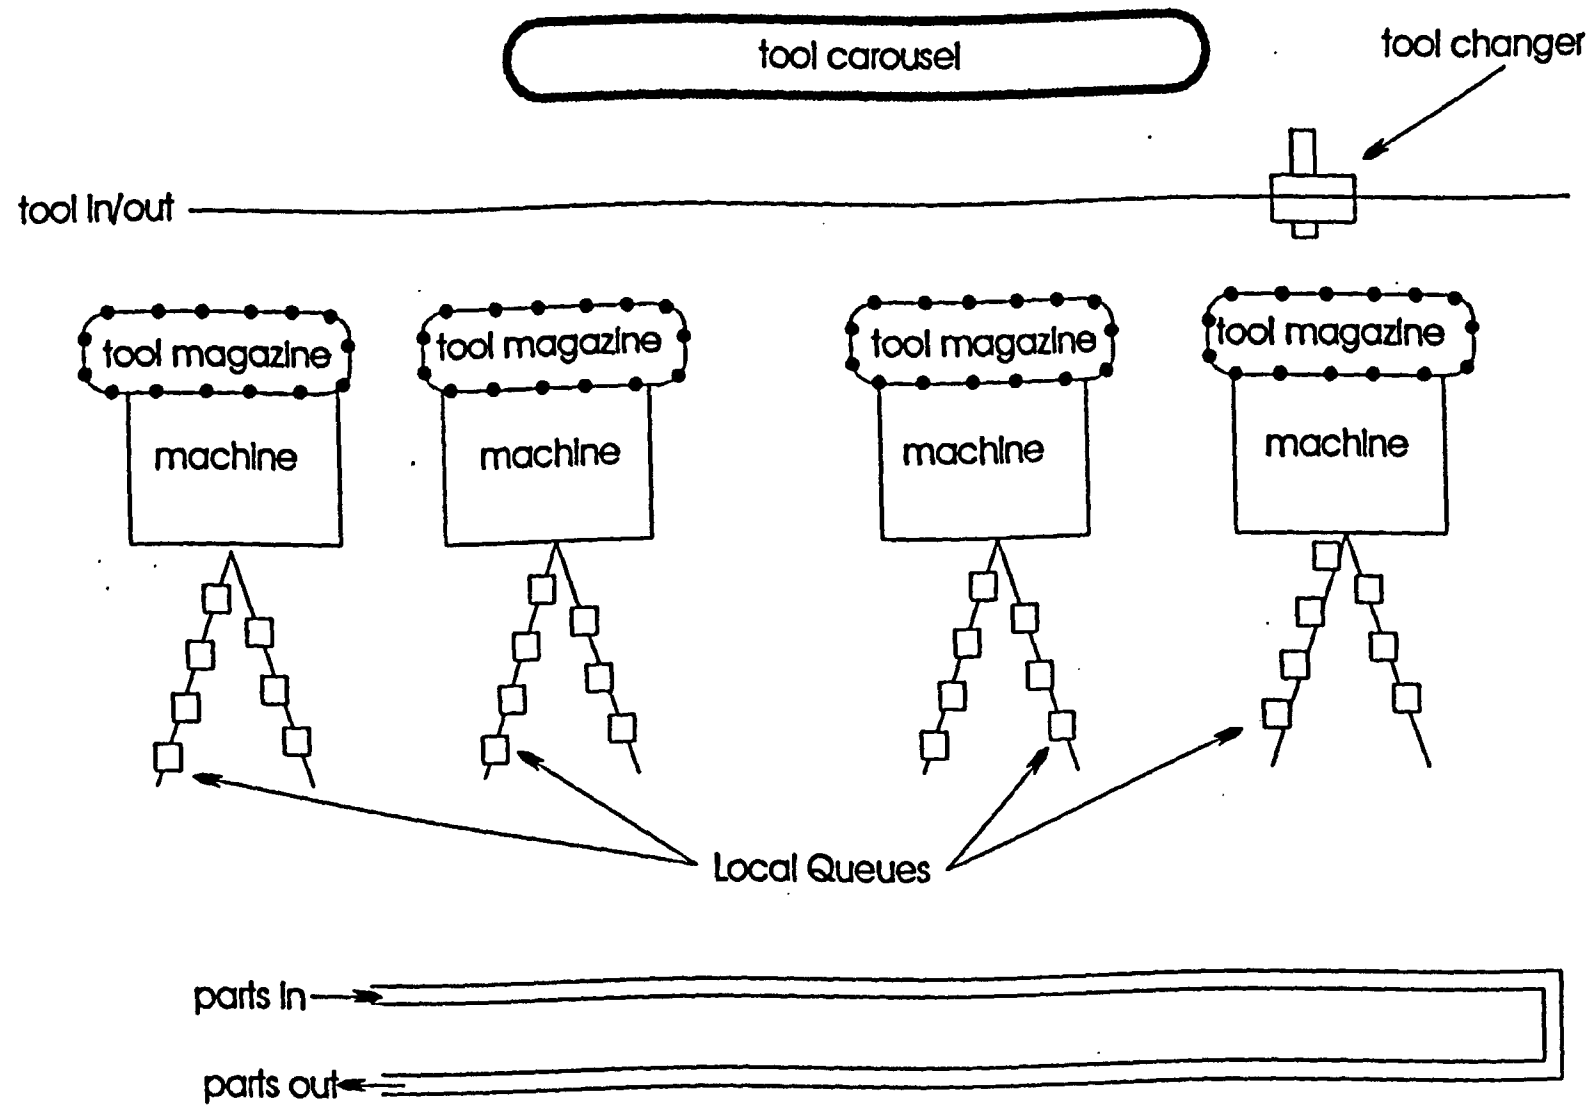 tool carousel
tool changer
tool in/out
tool magazine
tool magazine
tool magazine
tool magazine
machine
machine
machine
machine
Local Queues
parts in
parts out